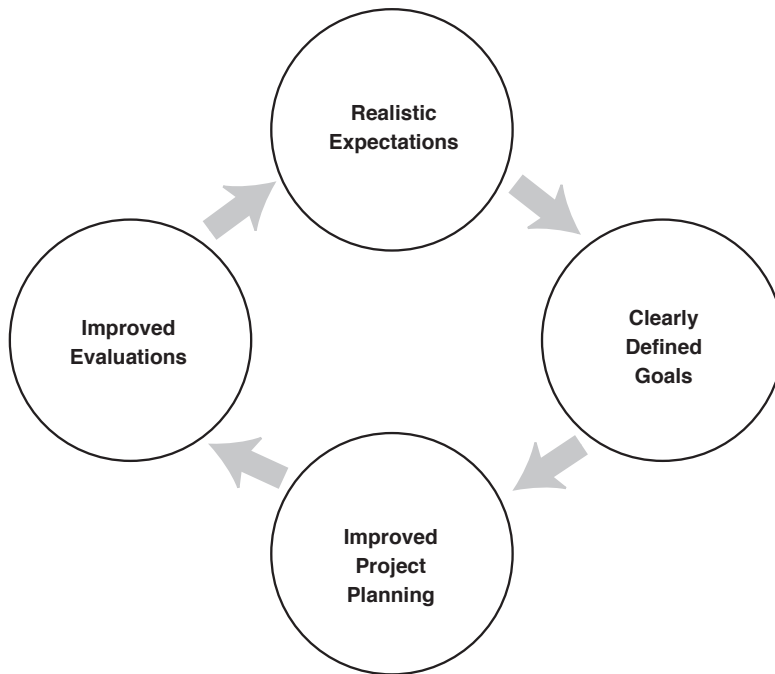 Realistic
Expectations
Clearly
Defined
Goals
Improved
Project
Planning
Improved
Evaluations